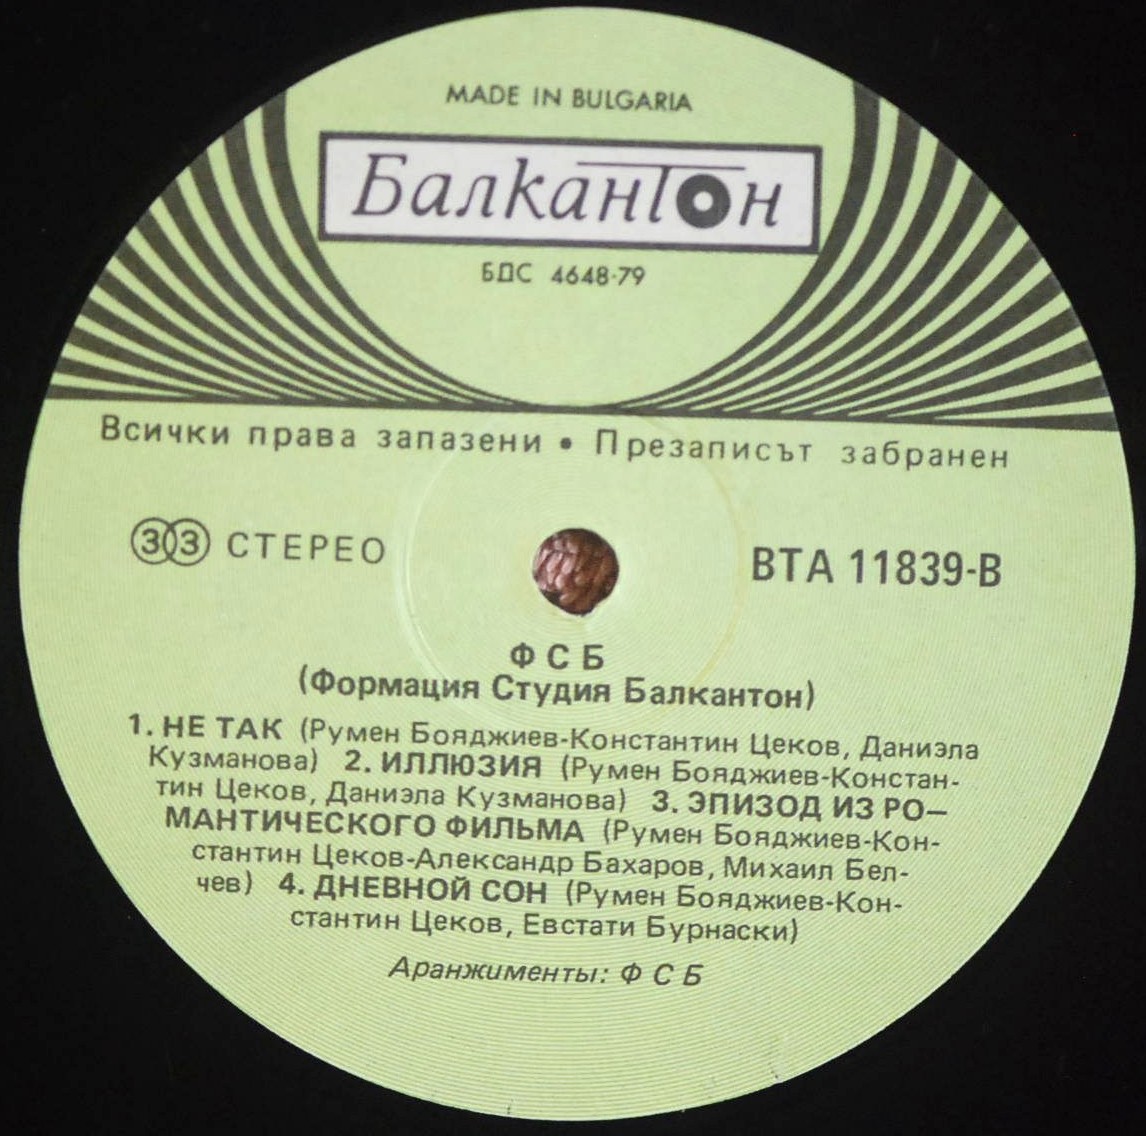 MADE IN BULGARIA
Балкантон
БДС 4648-79
Всички права запазени • Презаписът забранен
33 СТЕРЕО
ВТА 11839-В
Ф С Б
(Формация Студия Балкантон)
1. НЕ ТАК (Румен Бояджиев-Константин Цеков, Даниэла
Кузманова) 2. ИЛЛЮЗИЯ (Румен Бояджиев-Констан-
тин Цеков, Даниэла Кузманова) 3. ЭПИЗОД ИЗ РО-
МАНТИЧЕСКОГО ФИЛЬМА (Румен Бояджиев-Кон-
стантин Цеков-Александр Бахаров, Михаил Бел-
чев) 4. ДНЕВНОЙ СОН (Румен Бояджиев-Кон-
стантин Цеков, Евстати Бурнаски)
Аранжименты: Ф С Б